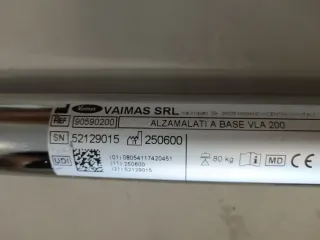 VAIMAS SRL
REF 90590200 ALZAMALATI A BASE VLA 200
SN 52129015 250600
UDI (01) 08054117420451
(11) 250600
(21) 52129015
80 kg MD CE